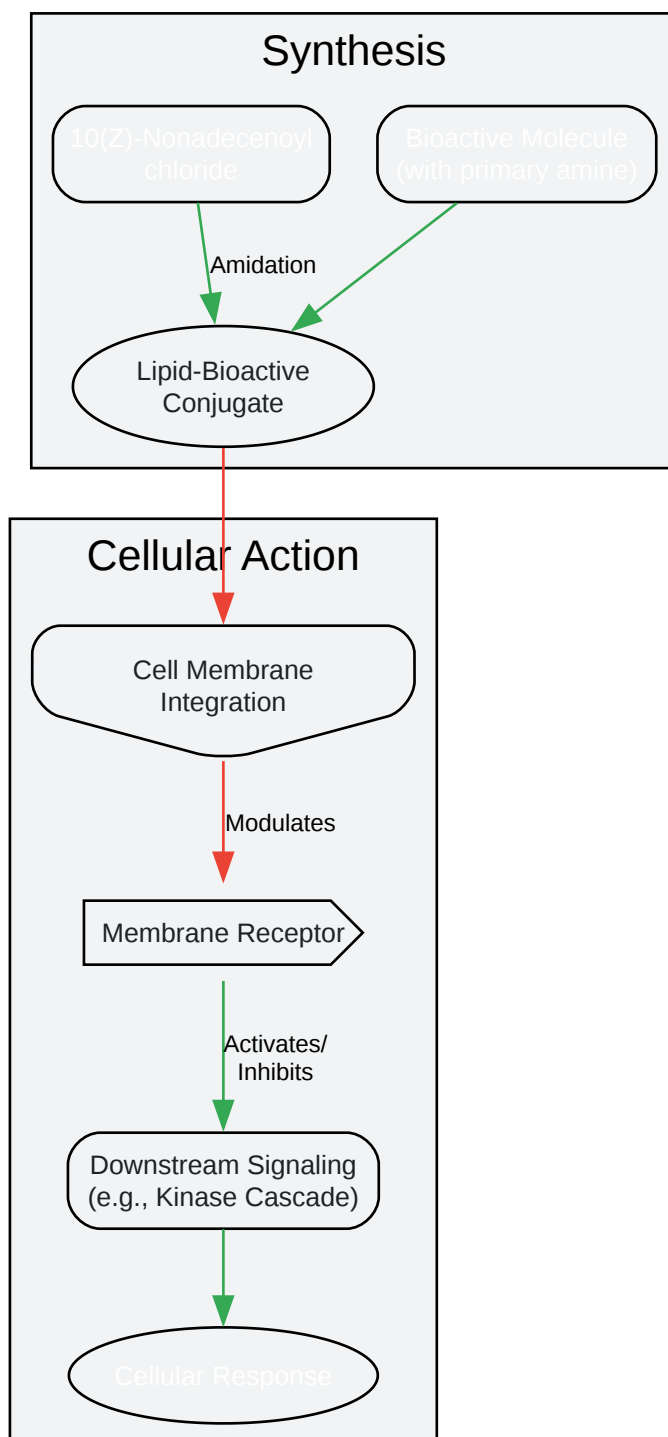 Synthesis
10(Z)-Nonadecenoyl
chloride
Bioactive Molecule
(with primary amine)
Amidation
Lipid-Bioactive
Conjugate
Cellular Action
Cell Membrane
Integration
Modulates
Membrane Receptor
Activates/
Inhibits
Downstream Signaling
(e.g., Kinase Cascade)
Cellular Response